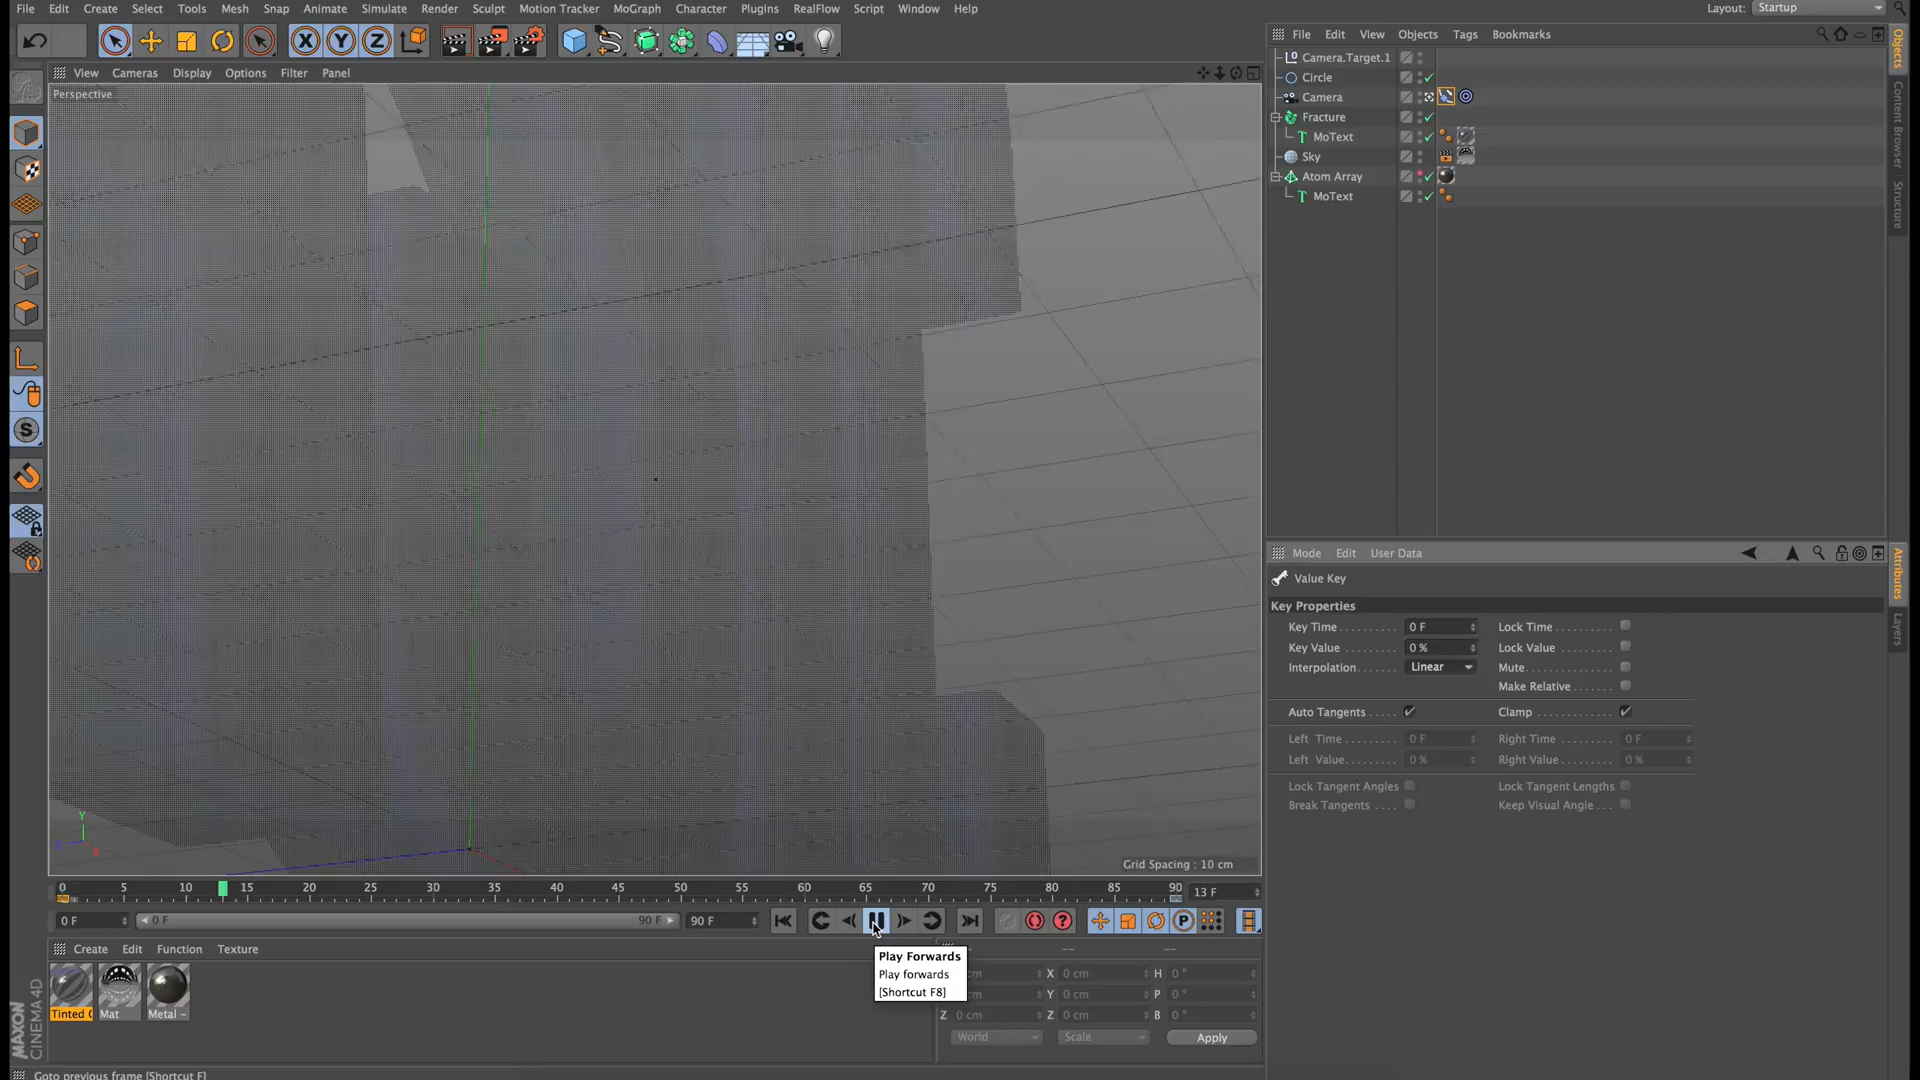 File Edit Create Select Tools Mesh Snap Animate Simulate Render Sculpt Motion Tracker MoGraph Character Plugins RealFlow Script Window Help
Layout: Startup
X Y Z
File Edit View Objects Tags Bookmarks
View Cameras Display Options Filter Panel
Perspective
Camera.Target.1
Circle
Camera
Fracture
MoText
Sky
Atom Array
MoText
Objects
Content Browser
Structure
Mode Edit User Data
Attributes
Layers
Value Key
Key Properties
Key Time 0 F Lock Time
Key Value 0 % Lock Value
Interpolation Linear Mute
Make Relative
Auto Tangents Clamp
Left Time 0 F Right Time 0 F
Left Value 0 % Right Value 0 %
Lock Tangent Angles Lock Tangent Lengths
Break Tangents Keep Visual Angle
Y
Z X
Grid Spacing : 10 cm
0 5 10 15 20 25 30 35 40 45 50 55 60 65 70 75 80 85 90 13 F
0 F 0 F 90 F 90 F
Create Edit Function Texture
Play Forwards
Play forwards
[Shortcut F8]
cm X 0 cm H 0 °
cm Y 0 cm P 0 °
Z 0 cm Z 0 cm B 0 °
World Scale Apply
Tinted Mat Metal -
MAXON
CINEMA 4D
Goto previous frame [Shortcut F]